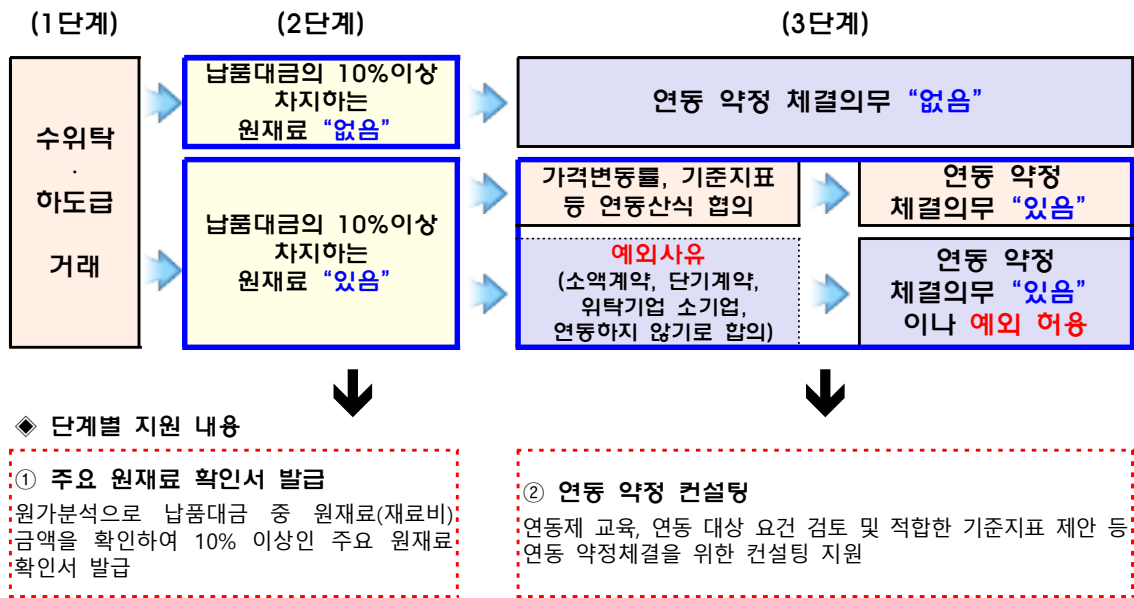 (1단계)
(2단계)
(3단계)
수위탁
·
하도급
거래
납품대금의 10%이상
차지하는
원재료 “없음”
연동 약정 체결의무 “없음”
납품대금의 10%이상
차지하는
원재료 “있음”
가격변동률, 기준지표
등 연동산식 협의
연동 약정
체결의무 “있음”
예외사유
(소액계약, 단기계약,
위탁기업 소기업,
연동하지 않기로 합의)
연동 약정
체결의무 “있음”
이나 예외 허용
◈ 단계별 지원 내용
① 주요 원재료 확인서 발급
원가분석으로 납품대금 중 원재료(재료비)
금액을 확인하여 10% 이상인 주요 원재료
확인서 발급
② 연동 약정 컨설팅
연동제 교육, 연동 대상 요건 검토 및 적합한 기준지표 제안 등
연동 약정체결을 위한 컨설팅 지원